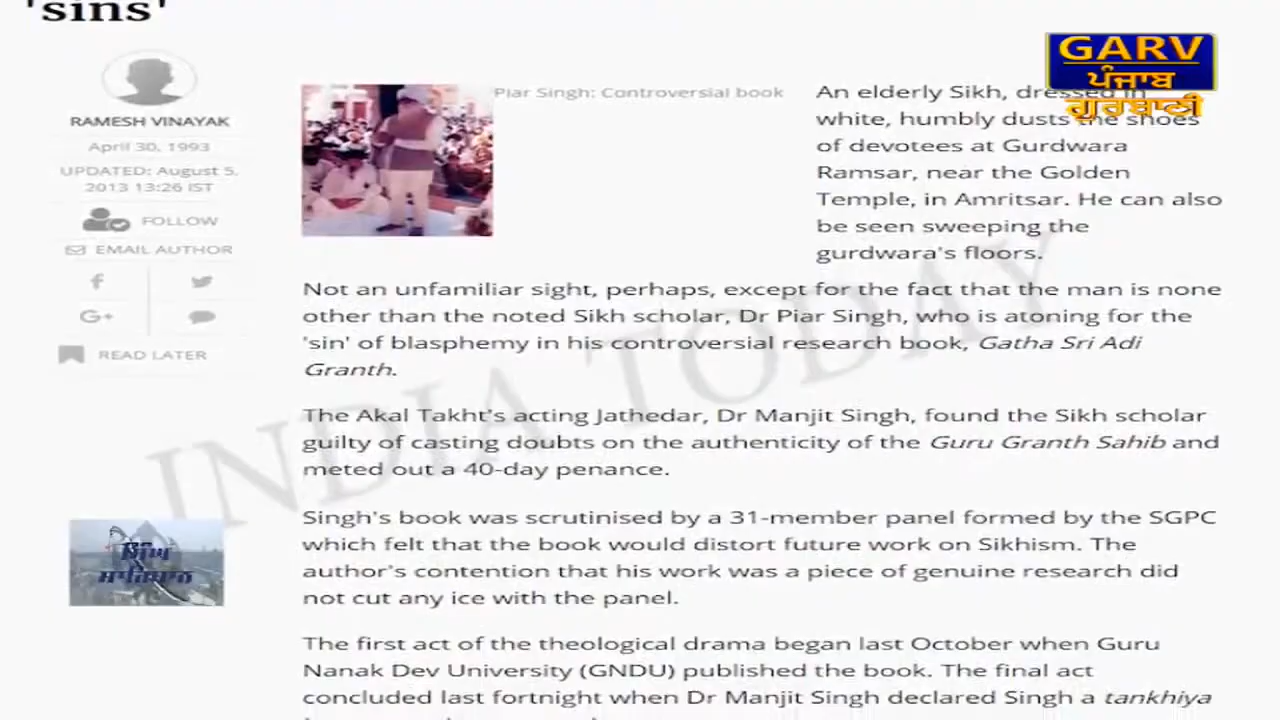 'sins'
GARV
ਪੰਜਾਬ
ਗੁਰਬਾਣੀ
RAMESH VINAYAK
April 30, 1993
UPDATED: August 5,
2013 13:26 IST
FOLLOW
EMAIL AUTHOR
G+
READ LATER
Piar Singh: Controversial book
An elderly Sikh, dressed in
white, humbly dusts the shoes
of devotees at Gurdwara
Ramsar, near the Golden
Temple, in Amritsar. He can also
be seen sweeping the
gurdwara's floors.
Not an unfamiliar sight, perhaps, except for the fact that the man is none
other than the noted Sikh scholar, Dr Piar Singh, who is atoning for the
'sin' of blasphemy in his controversial research book, Gatha Sri Adi
Granth.
The Akal Takht's acting Jathedar, Dr Manjit Singh, found the Sikh scholar
guilty of casting doubts on the authenticity of the Guru Granth Sahib and
meted out a 40-day penance.
Singh's book was scrutinised by a 31-member panel formed by the SGPC
which felt that the book would distort future work on Sikhism. The
author's contention that his work was a piece of genuine research did
not cut any ice with the panel.
The first act of the theological drama began last October when Guru
Nanak Dev University (GNDU) published the book. The final act
concluded last fortnight when Dr Manjit Singh declared Singh a tankhiya
INDIA TODAY